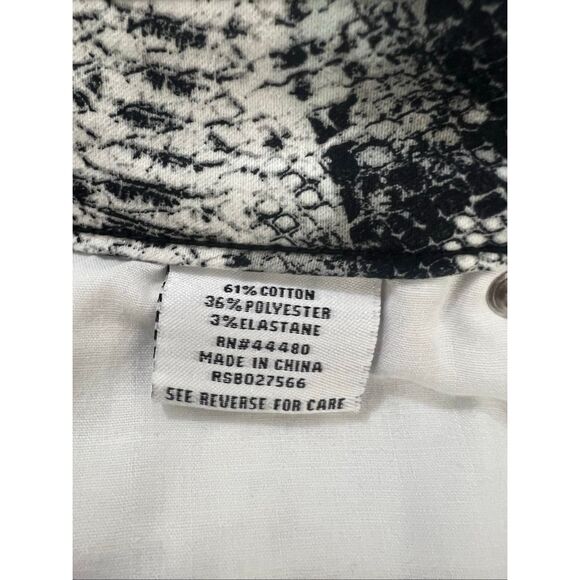 61% COTTON
36% POLYESTER
3% ELASTANE
RN#44480
MADE IN CHINA
RSB027566
SEE REVERSE FOR CARE